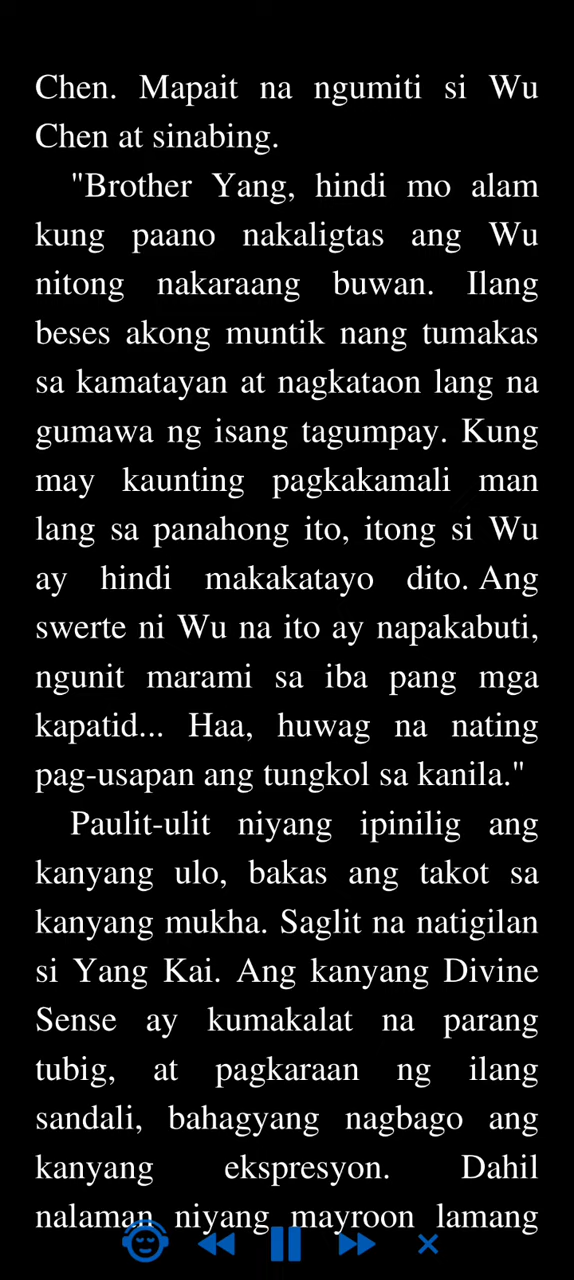 Chen. Mapait na ngumiti si Wu
Chen at sinabing.
"Brother Yang, hindi mo alam
kung paano nakaligtas ang Wu
nitong nakaraang buwan. Ilang
beses akong muntik nang tumakas
sa kamatayan at nagkataon lang na
gumawa ng isang tagumpay. Kung
may kaunting pagkakamali man
lang sa panahong ito, itong si Wu
ay hindi makakatayo dito. Ang
swerte ni Wu na ito ay napakabuti,
ngunit marami sa iba pang mga
kapatid... Haa, huwag na nating
pag-usapan ang tungkol sa kanila."
Paulit-ulit niyang ipinilig ang
kanyang ulo, bakas ang takot sa
kanyang mukha. Saglit na natigilan
si Yang Kai. Ang kanyang Divine
Sense ay kumakalat na parang
tubig, at pagkaraan ng ilang
sandali, bahagyang nagbago ang
kanyang ekspresyon. Dahil
nalaman niyang mayroon lamang